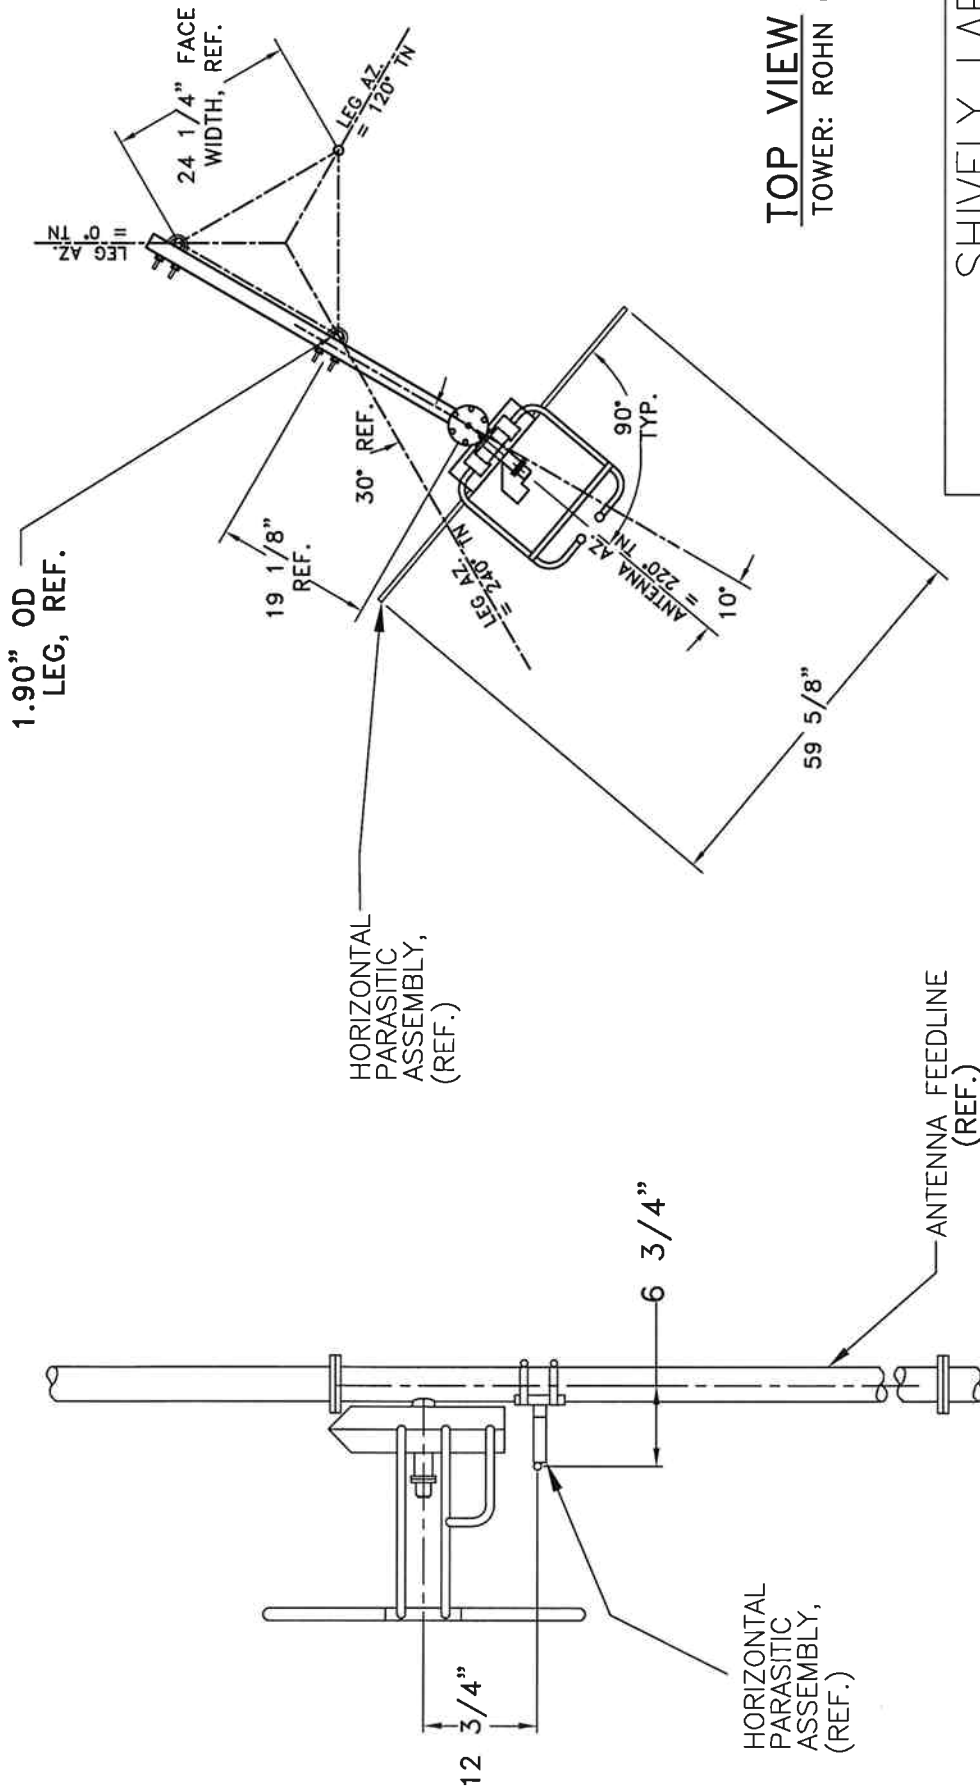 1.90" OD
LEG, REF.
24 1/4" FACE
WIDTH, REF.
LEG AZ.
= 0° TN
LEG AZ.
= 120° TN
19 1/8"
REF.
30° REF.
LEG AZ.
= 240° TN
90°
TYP.
ANTENNA AZ.
= 220° TN
10°
59 5/8"
HORIZONTAL
PARASITIC
ASSEMBLY,
(REF.)
TOP VIEW
TOWER: ROHN
12 3/4"
6 3/4"
HORIZONTAL
PARASITIC
ASSEMBLY,
(REF.)
ANTENNA FEEDLINE
(REF.)
SHIVELY